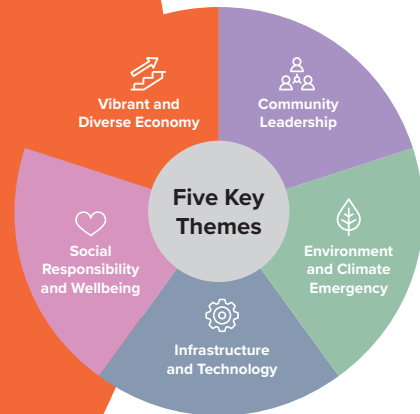 Vibrant and
Diverse Economy
Community
Leadership
Five Key
Themes
Social
Responsibility
and Wellbeing
Environment
and Climate
Emergency
Infrastructure
and Technology